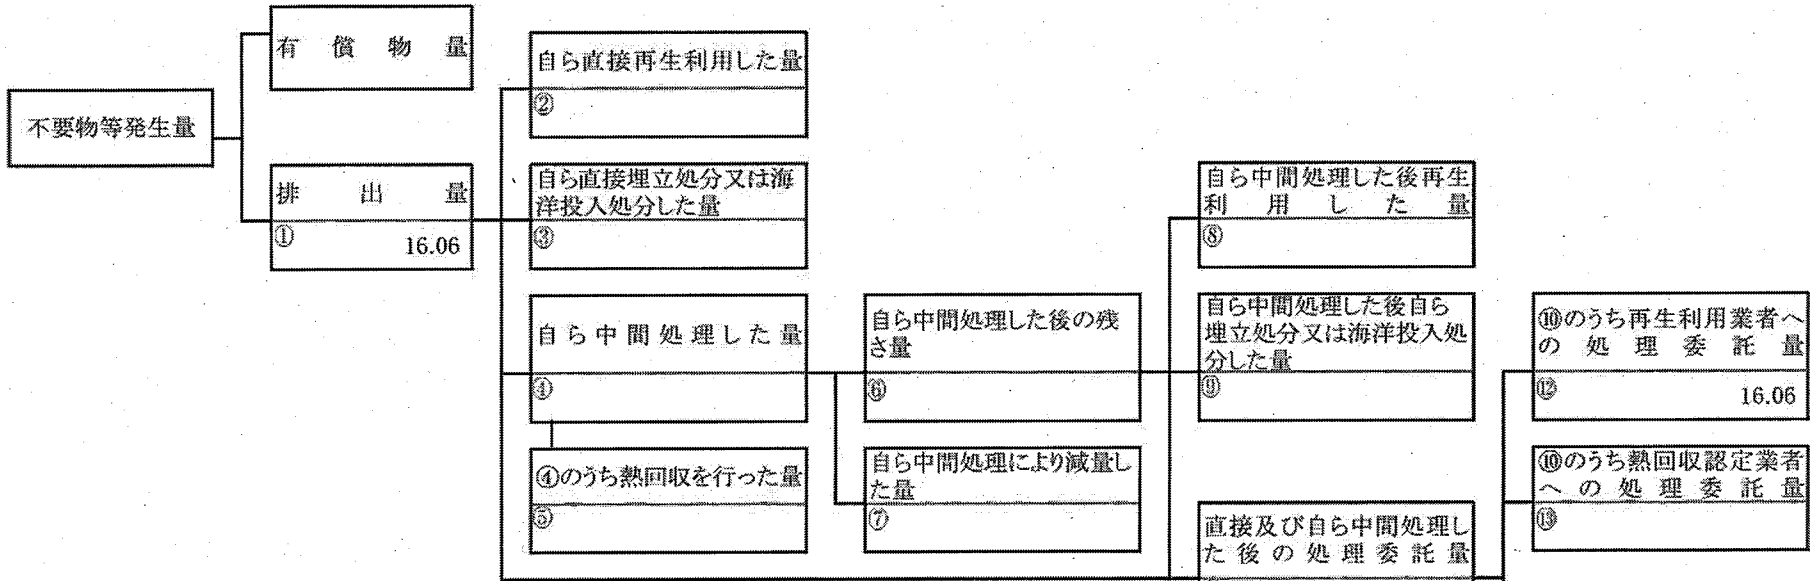 有償物量
自ら直接再生利用した量
②
不要物等発生量
排出量
①
16.06
自ら直接埋立処分又は海
洋投入処分した量
③
自ら中間処理した後再生
利用した量
⑧
自ら中間処理した量
④
自ら中間処理した後の残
さ量
⑥
自ら中間処理した後自ら
埋立処分又は海洋投入処
分した量
⑨
⑩のうち再生利用業者へ
の処理委託量
⑫
16.06
④のうち熱回収を行った量
⑤
自ら中間処理により減量し
た量
⑦
直接及び自ら中間処理し
た後の処理委託量
⑩のうち熱回収認定業者
への処理委託量
⑬